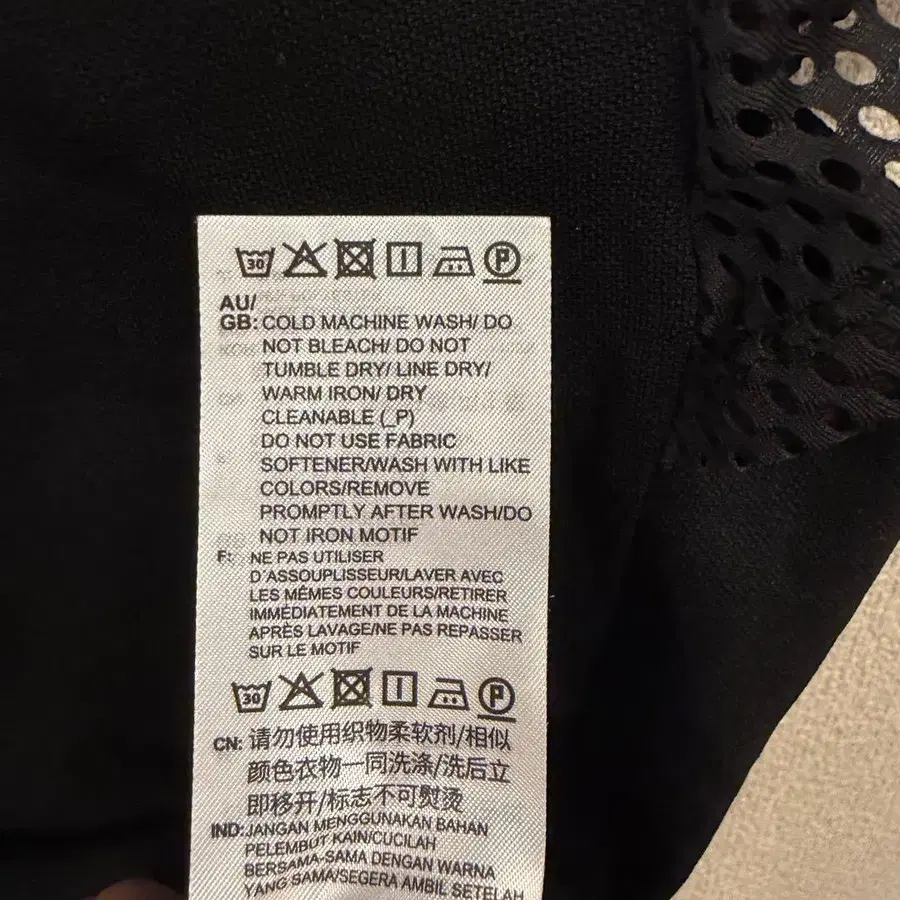 30 P
AU/
GB: COLD MACHINE WASH/ DO
NOT BLEACH/ DO NOT
TUMBLE DRY/ LINE DRY/
WARM IRON/ DRY
CLEANABLE (_P)
DO NOT USE FABRIC
SOFTENER/WASH WITH LIKE
COLORS/REMOVE
PROMPTLY AFTER WASH/DO
NOT IRON MOTIF
F: NE PAS UTILISER
D'ASSOUPLISSEUR/LAVER AVEC
LES MÊMES COULEURS/RETIRER
IMMÉDIATEMENT DE LA MACHINE
APRÈS LAVAGE/NE PAS REPASSER
SUR LE MOTIF
30 P
CN: 请勿使用织物柔软剂/相似
颜色衣物一同洗涤/洗后立
即移开/标志不可熨烫
IND: JANGAN MENGGUNAKAN BAHAN
PELEMBUT KAIN/CUCILAH
BERSAMA-SAMA DENGAN WARNA
YANG SAMA/SEGERA AMBIL SETELAH